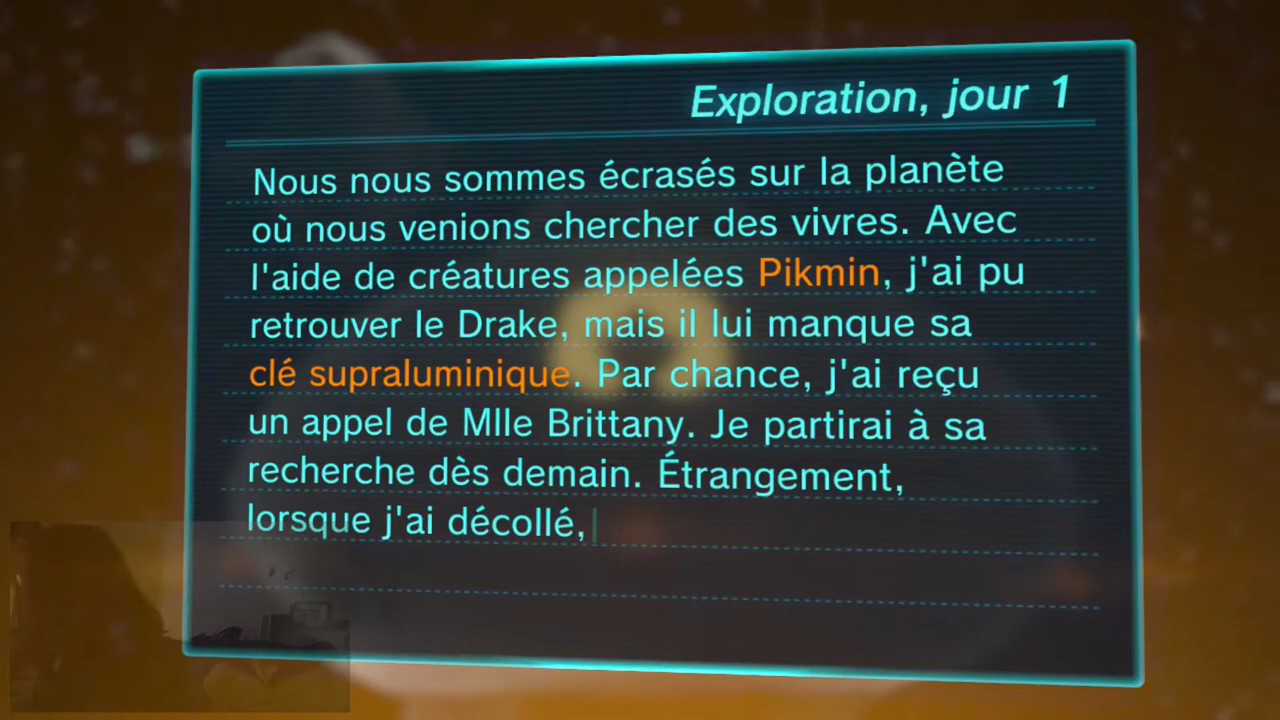 Exploration, jour 1
Nous nous sommes écrasés sur la planète
où nous venions chercher des vivres. Avec
l'aide de créatures appelées Pikmin, j'ai pu
retrouver le Drake, mais il lui manque sa
clé supraluminique. Par chance, j'ai reçu
un appel de Mlle Brittany. Je partirai à sa
recherche dès demain. Étrangement,
lorsque j'ai décollé,